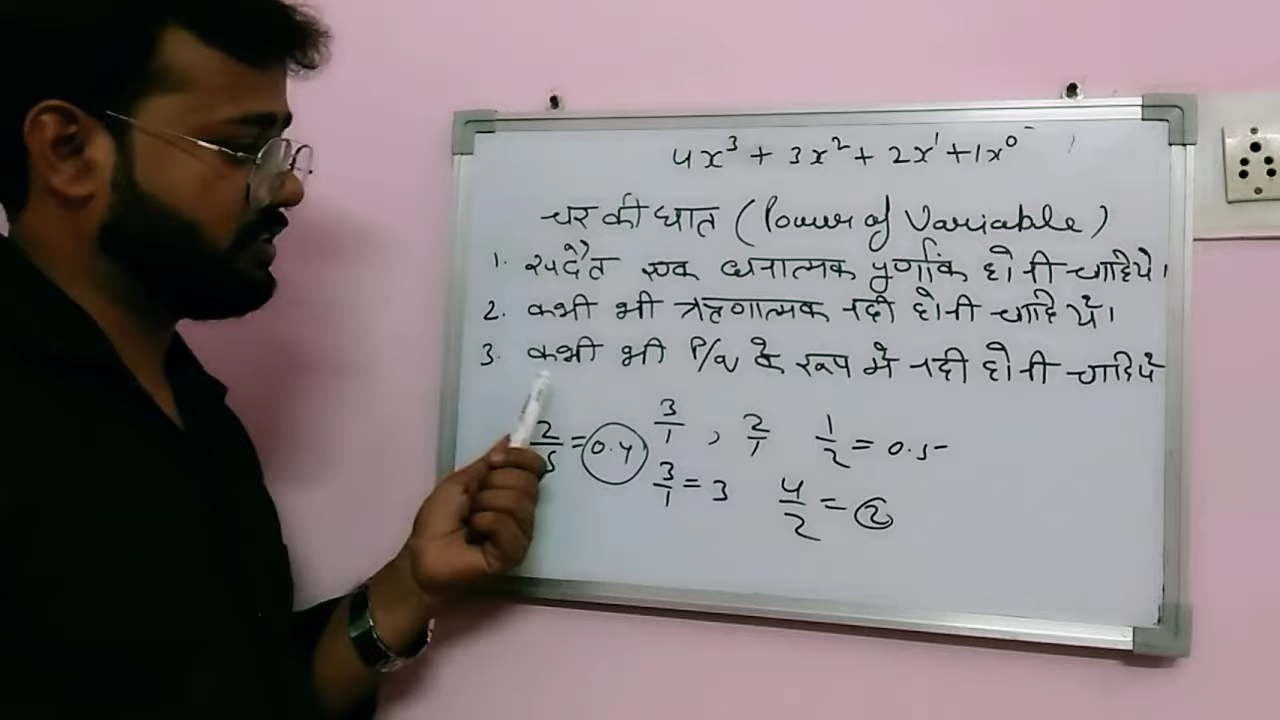 4x³ + 3x² + 2x¹ + 1x⁰
चर की घात (Power of Variable)
1. सदैव एक धनात्मक पुर्णांक होनी चाहिये।
2. कभी भी ऋणात्मक नही होनी चाहिये।
3. कभी भी P/q के रूप में नही होनी चाहिये
2/5 = 0.4 3/1 , 2/1 1/2 = 0.5
3/1 = 3 4/2 = 2